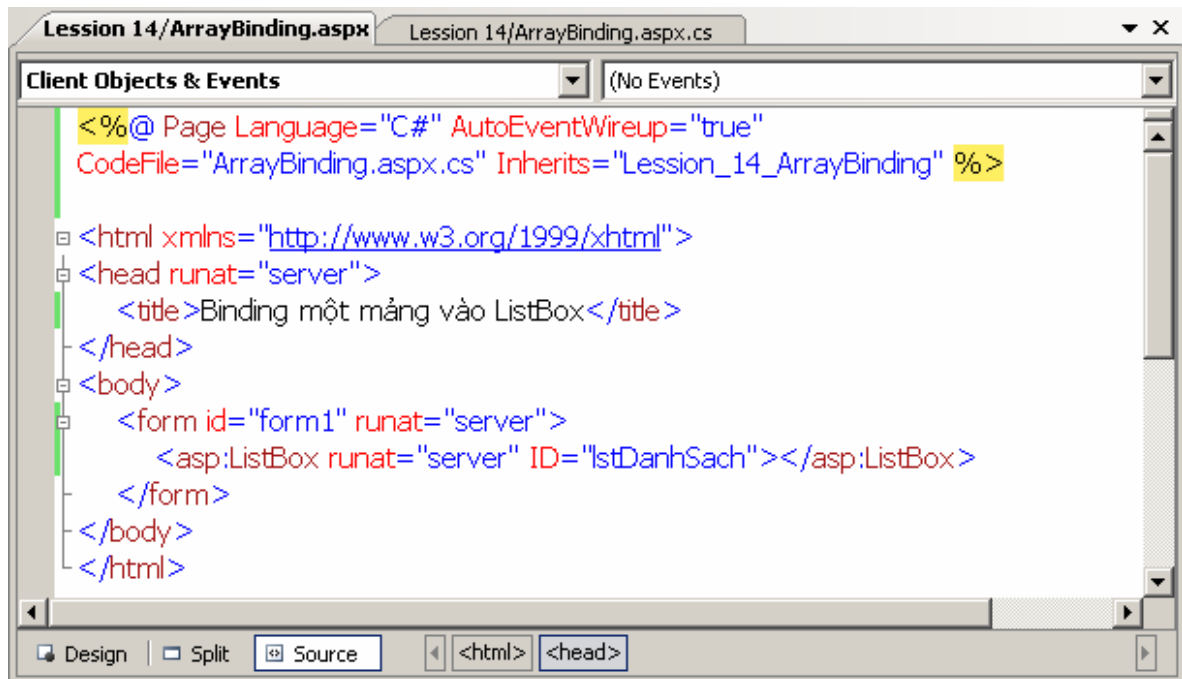 Lession 14/ArrayBinding.aspx Lession 14/ArrayBinding.aspx.cs
Client Objects & Events (No Events)
<%@ Page Language="C#" AutoEventWireup="true"
CodeFile="ArrayBinding.aspx.cs" Inherits="Lession_14_ArrayBinding" %>
<html xmlns="http://www.w3.org/1999/xhtml">
<head runat="server">
<title>Binding một mảng vào ListBox</title>
</head>
<body>
<form id="form1" runat="server">
<asp:ListBox runat="server" ID="lstDanhSach"></asp:ListBox>
</form>
</body>
</html>
Design Split Source <html> <head>